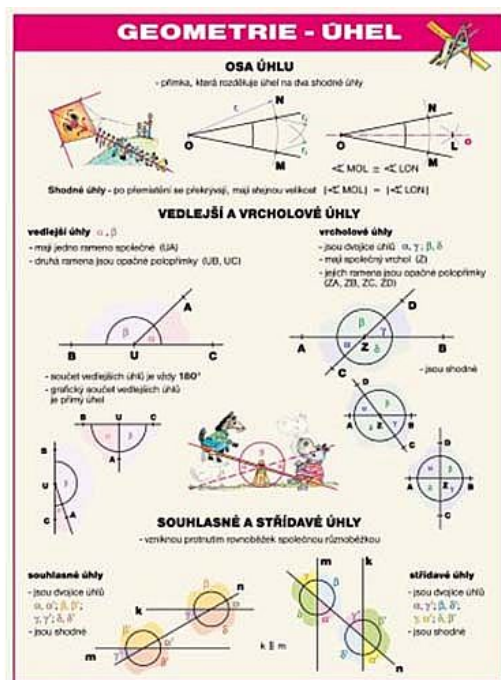 GEOMETRIE - ÚHEL
OSA ÚHLU
- přímka, která rozděluje úhel na dva shodné úhly
N
O
M
N
O
L
o
M
∢ MOL ≅ ∢ LON
Shodné úhly - po přemístění se překrývají, mají stejnou velikost |∢ MOL| = |∢ LON|
VEDLEJŠÍ A VRCHOLOVÉ ÚHLY
vedlejší úhly α, β
- mají jedno rameno společné (UA)
- druhá ramena jsou opačné polopřímky (UB, UC)
A
β
α
B
U
C
- součet vedlejších úhlů je vždy 180°
- grafický součet vedlejších úhlů
je přímý úhel
B U C
A
B
U
C
A
vrcholové úhly
- jsou dvojice úhlů α, γ; β, δ
- mají společný vrchol (Z)
- jejich ramena jsou opačné polopřímky
(ZA, ZB, ZC, ZD)
D
β
γ
A
α
Z
δ
B
C
- jsou shodné
D
A
B
C
D
A
Z
B
C
SOUHLASNÉ A STŘÍDAVÉ ÚHLY
- vzniknou protnutím rovnoběžek společnou různoběžkou
souhlasné úhly
- jsou dvojice úhlů
α, α'; β, β';
γ, γ'; δ, δ'
- jsou shodné
β
n
k
α
δ
m
k ∥ m
m
k
n
střídavé úhly
- jsou dvojice úhlů
α, γ'; β, δ';
γ, α'; δ, β'
- jsou shodné